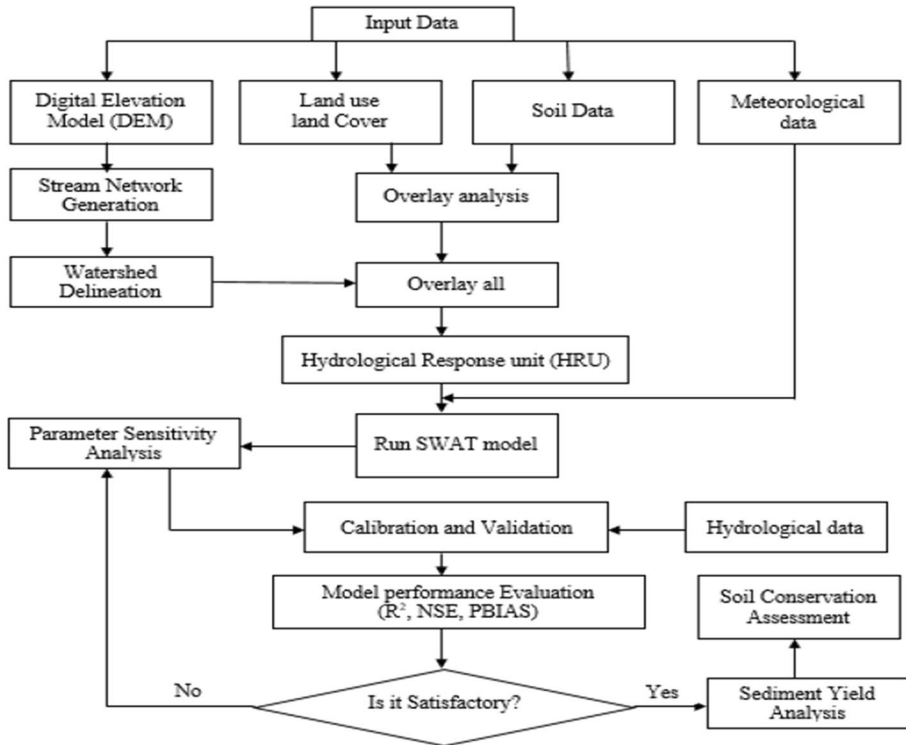 Input Data
Digital Elevation
Model (DEM)
Land use
land Cover
Soil Data
Meteorological
data
Stream Network
Generation
Overlay analysis
Watershed
Delineation
Overlay all
Hydrological Response unit (HRU)
Parameter Sensitivity
Analysis
Run SWAT model
Calibration and Validation
Hydrological data
Model performance Evaluation
(R², NSE, PBIAS)
Soil Conservation
Assessment
No
Is it Satisfactory?
Yes
Sediment Yield
Analysis